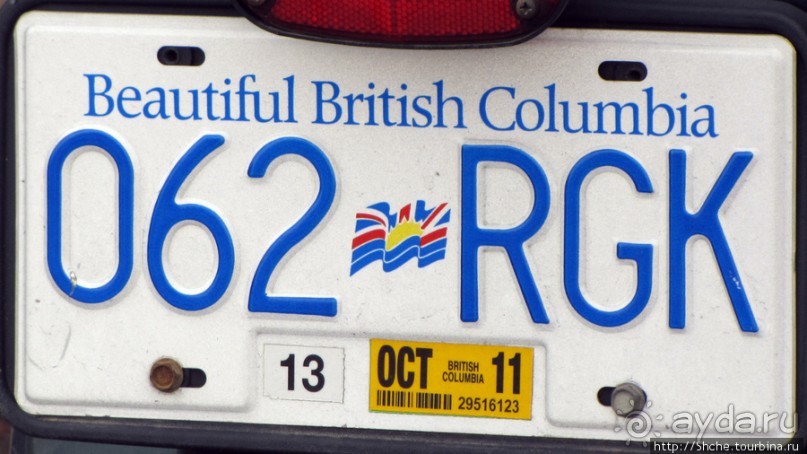 Beautiful British Columbia
062 RGK
13 OCT BRITISH COLUMBIA 11
29516123
ayda.ru
http://Shche.tourbina.ru